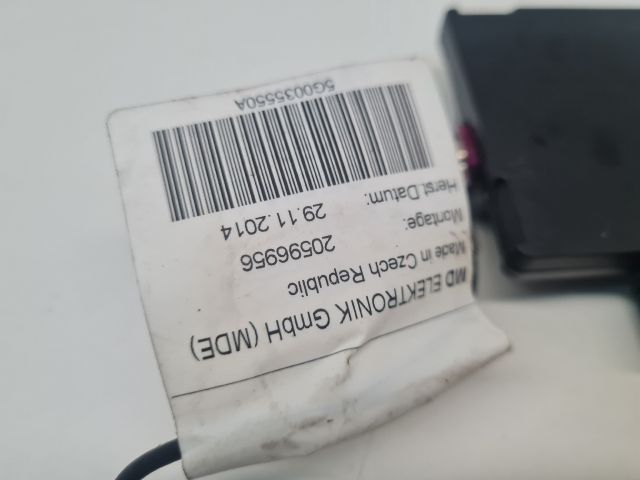 MD ELEKTRONIK GmbH (MDE)
Made in Czech Republic
Montage: 20596956
Herst.Datum: 29.11.2014
5G0035550A